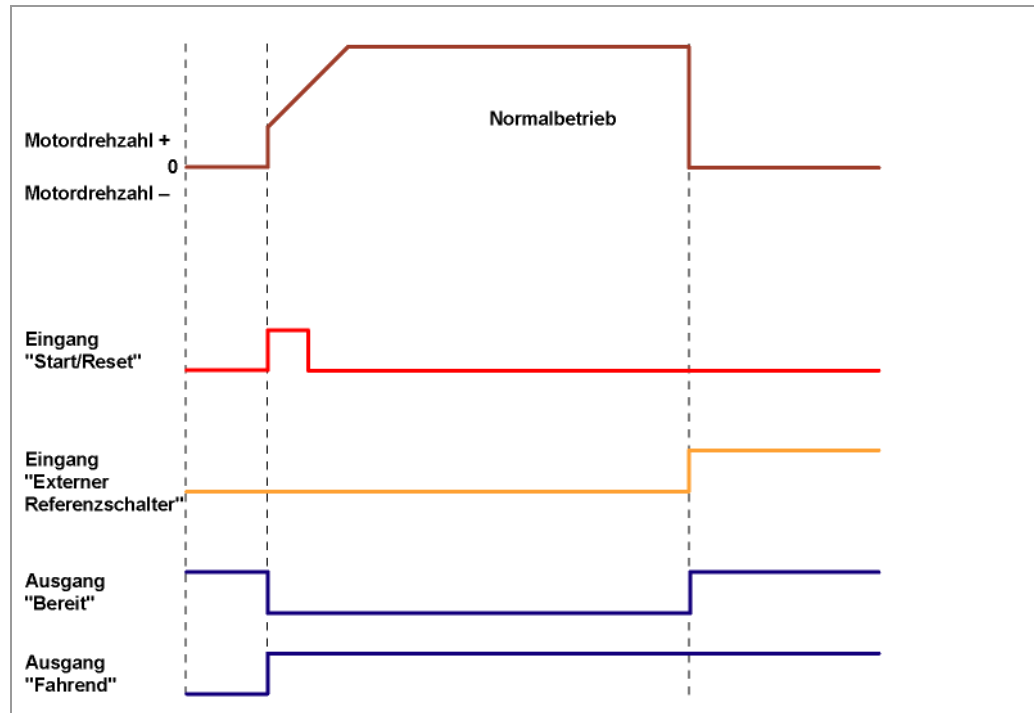 Normalbetrieb
Motordrehzahl +
0
Motordrehzahl –
Eingang
"Start/Reset"
Eingang
"Externer
Referenzschalter"
Ausgang
"Bereit"
Ausgang
"Fahrend"